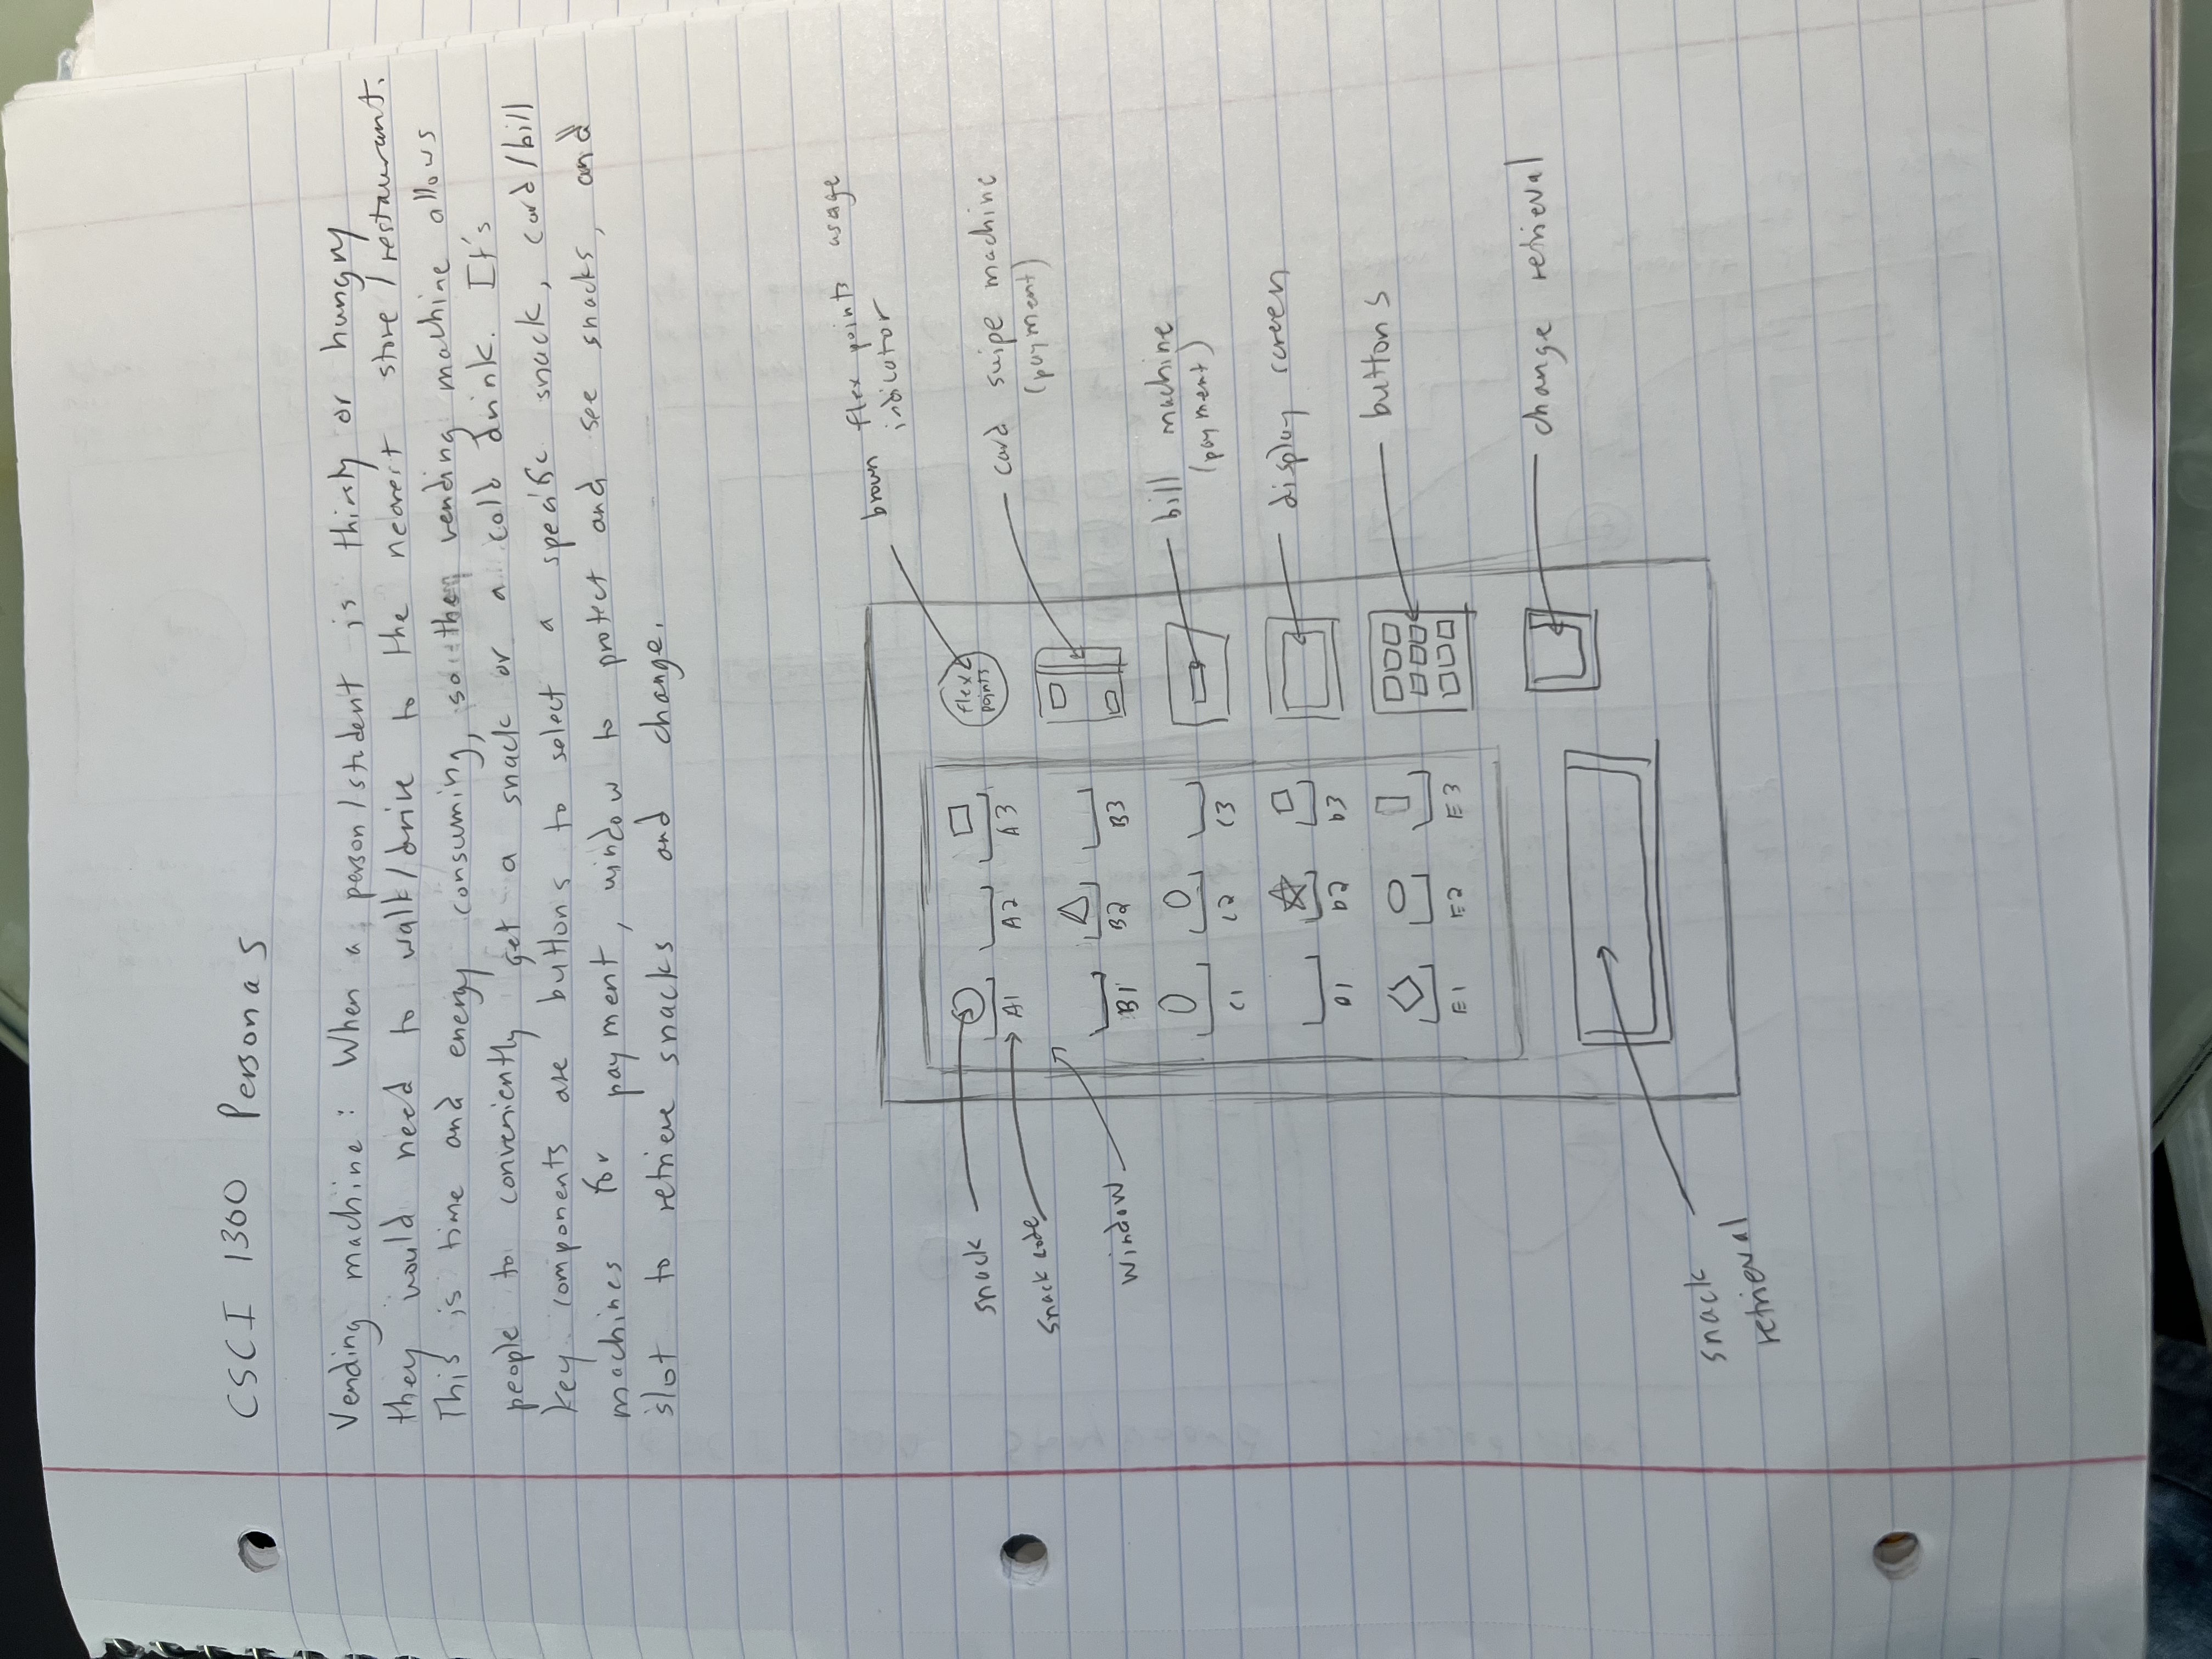 CSCI 1300 Personas
Vending machine: When a person/student is thirsty or hungry
they would need to walk/drive to the nearest store/restaurant.
This is time and energy consuming, so the vending machine allows
people to conveniently get a snack or a cold drink. It's
key components are buttons to select a specific snack, card/bill
machines for payment, window to protect and see snacks, and
slot to retrieve snacks and change.
brown flex points usage
indicator
snack
flex
points
A1 A2 A3
snack code
card swipe machine
(payment)
window
B1 B2 B3
bill machine
(payment)
C1 C2 C3
display screen
D1 D2 D3
buttons
E1 E2 E3
change retrieval
snack
retrieval